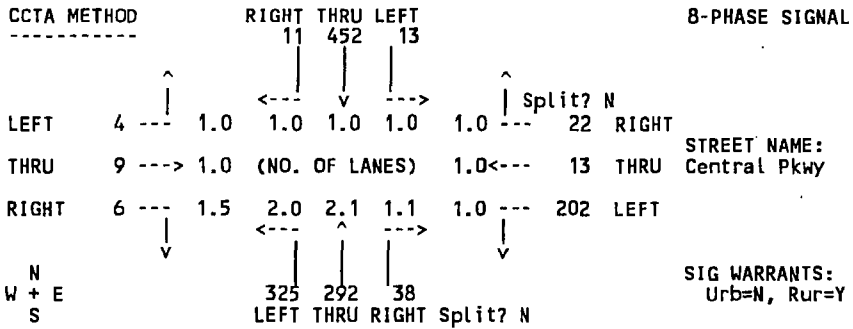 CCTA METHOD RIGHT THRU LEFT 8-PHASE SIGNAL
----------- 11 452 13
^ ^
<--- v ---> Split? N
LEFT 4 --- 1.0 1.0 1.0 1.0 1.0 --- 22 RIGHT
STREET NAME:
THRU 9 ---> 1.0 (NO. OF LANES) 1.0<--- 13 THRU Central Pkwy
RIGHT 6 --- 1.5 2.0 2.1 1.1 1.0 --- 202 LEFT
<--- ^ --->
v v
N SIG WARRANTS:
W + E 325 292 38 Urb=N, Rur=Y
S LEFT THRU RIGHT Split? N